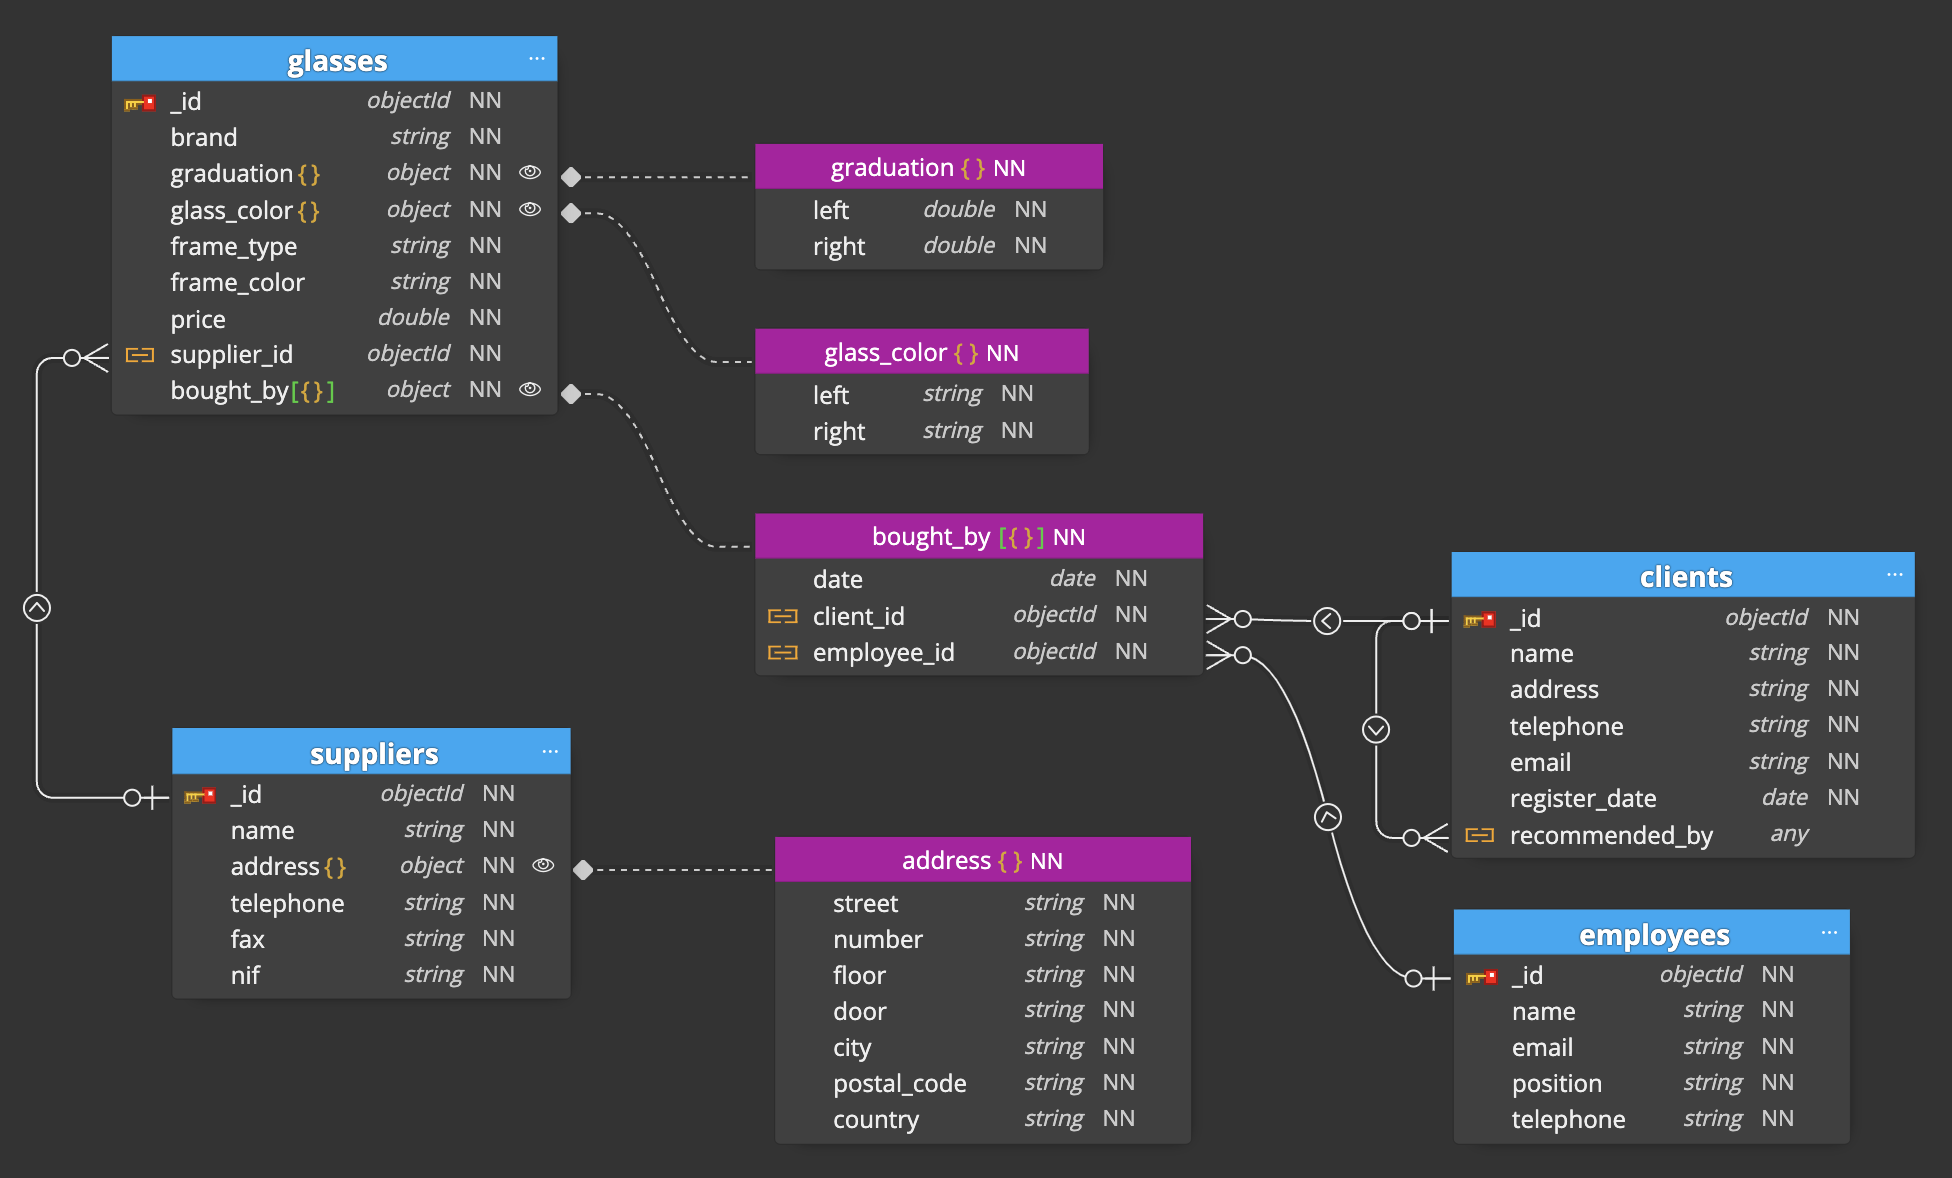 glasses ...
_id objectId NN
brand string NN
graduation{} object NN
glass_color{} object NN
frame_type string NN
frame_color string NN
price double NN
supplier_id objectId NN
bought_by[{}] object NN
graduation {} NN
left double NN
right double NN
glass_color {} NN
left string NN
right string NN
bought_by [{}] NN
date date NN
client_id objectId NN
employee_id objectId NN
clients ...
_id objectId NN
name string NN
address string NN
telephone string NN
email string NN
register_date date NN
recommended_by any
suppliers ...
_id objectId NN
name string NN
address{} object NN
telephone string NN
fax string NN
nif string NN
address {} NN
street string NN
number string NN
floor string NN
door string NN
city string NN
postal_code string NN
country string NN
employees ...
_id objectId NN
name string NN
email string NN
position string NN
telephone string NN